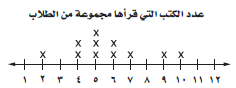 عدد الكتب التي قرأها مجموعة من الطلاب
x
x x x
x x x x x x x x
١ ٢ ٣ ٤ ٥ ٦ ٧ ٨ ٩ ١٠ ١١ ١٢